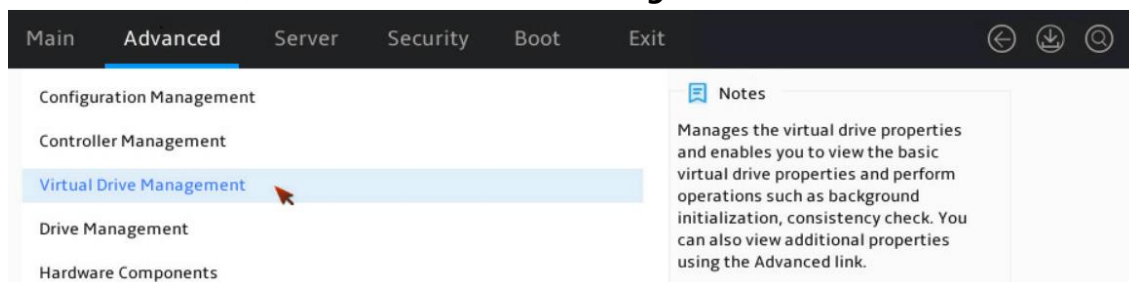 Main Advanced Server Security Boot Exit
Configuration Management
Controller Management
Virtual Drive Management
Drive Management
Hardware Components
Notes
Manages the virtual drive properties
and enables you to view the basic
virtual drive properties and perform
operations such as background
initialization, consistency check. You
can also view additional properties
using the Advanced link.